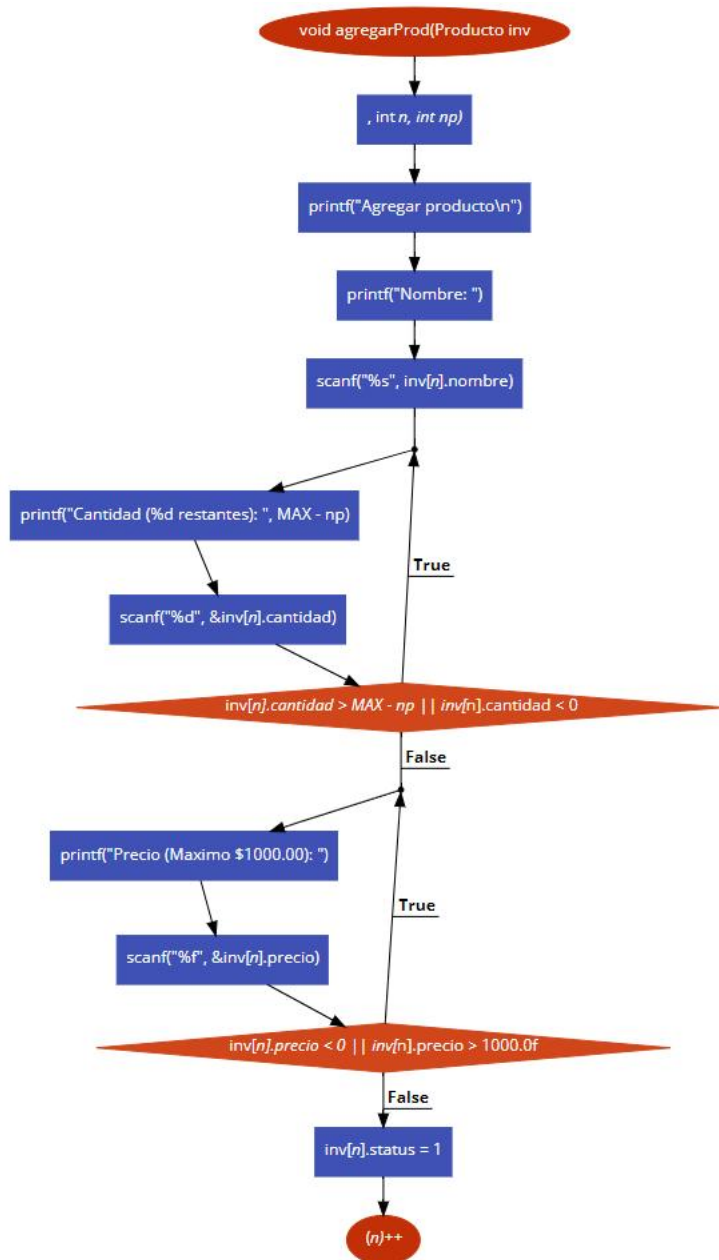 void agregarProd(Producto inv
, int n, int np)
printf("Agregar producto\n")
printf("Nombre: ")
scanf("%s", inv[n].nombre)
printf("Cantidad (%d restantes): ", MAX - np)
True
scanf("%d", &inv[n].cantidad)
inv[n].cantidad > MAX - np || inv[n].cantidad < 0
False
printf("Precio (Maximo $1000.00): ")
True
scanf("%f", &inv[n].precio)
inv[n].precio < 0 || inv[n].precio > 1000.0f
False
inv[n].status = 1
(n)++